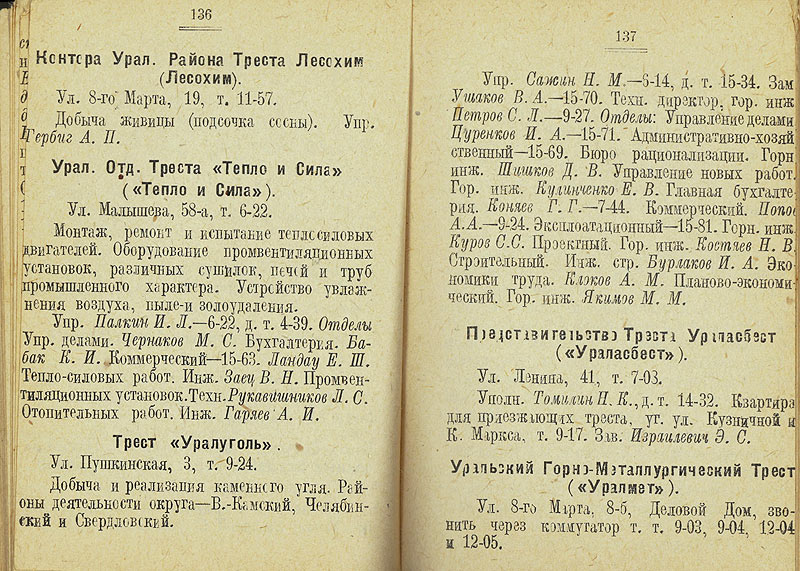 136
Контора Урал. Района Треста Лесохим
(Лесохим).
Ул. 8-го Марта, 19, т. 11-57.
Добыча живицы (подсочка сосны). Упр.
Гербиг А. П.
Урал. Отд. Треста «Тепло и Сила»
(«Тепло и Сила»).
Ул. Малышева, 58-а, т. 6-22.
Монтаж, ремонт и испытание теплосиловых
двигателей. Оборудование промвентиляционных
установок, различных сушилок, печей и труб
промышленного характера. Устройство увлаж-
нения воздуха, пыле-и золоудаления.
Упр. Палкин И. Л.—6-22, д. т. 4-39. Отделы
Упр. делами. Чернаков М. С. Бухгалтерия. Ба-
бак К. И. Коммерческий—15-63. Ландау Е. Ш.
Тепло-силовых работ. Инж. Заец В. Н. Промвен-
тиляционных установок. Техн. Рукавишников Л. С.
Отопительных работ. Инж. Гаряев А. И.
Трест «Уралуголь».
Ул. Пушкинская, 3, т. 9-24.
Добыча и реализация каменного угля. Рай-
оны деятельности округа—В.-Камский, Челябин-
ский и Свердловский.
137
Упр. Сажин Н. М.—6-14, д. т. 15-34. Зам
Ушаков В. А.—15-70. Техн. директор, гор. инж
Петров С. Л.—9-27. Отделы: Управление делами
Цуренков И. А.—15-71. Административно-хозяй
ственный—15-69. Бюро рационализации. Горн
инж. Шишков Д. В. Управление новых работ.
Гор. инж. Кулинченко Е. В. Главная бухгалте-
рия. Коняев Г. Г.—7-44. Коммерческий. Попов
А. А.—9-24. Эксплоатационный—15-81. Горн. инж.
Куров С. С. Проектный. Гор. инж. Костяев Н. В.
Строительный. Инж. стр. Бурлаков И. А. Эко-
номики труда. Клоков А. М. Планово-экономи-
ческий. Гор. инж. Якимов М. М.
Представительство Треста Ураласбест
(«Ураласбест»).
Ул. Ленина, 41, т. 7-03.
Уполн. Томилин П. К., д. т. 14-32. Квартира
для приезжающих треста, уг. ул. Кузничной и
К. Маркса, т. 9-17. Зав. Израилевич Э. С.
Уральский Горно-Металлургический Трест
(«Уралмет»).
Ул. 8-го Марта, 8-б, Деловой Дом, зво-
нить через коммутатор т. т. 9-03, 9-04, 12-04
и 12-05.